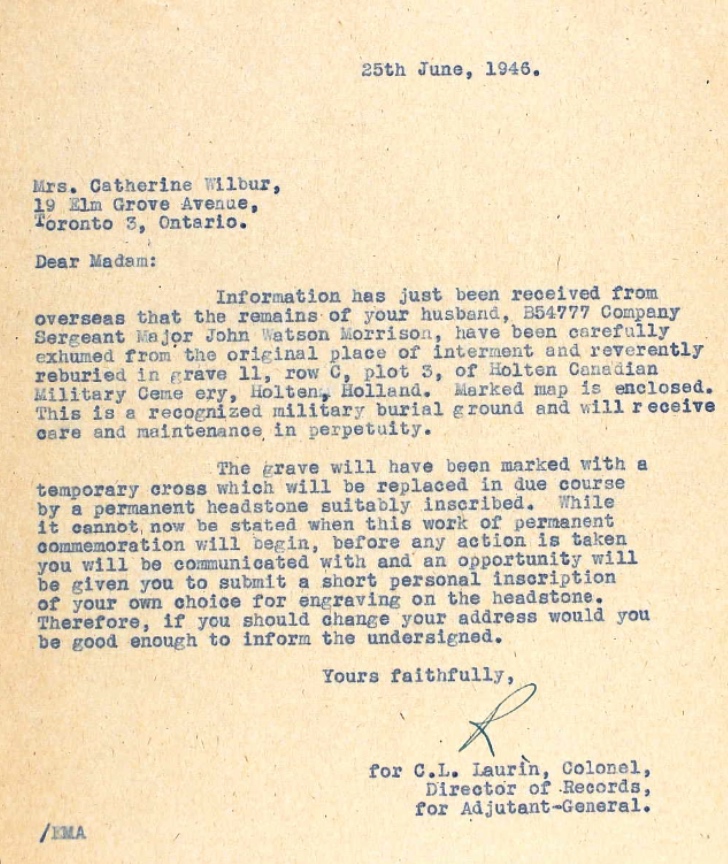 25th June, 1946.
Mrs. Catherine Wilbur,
19 Elm Grove Avenue,
Toronto 3, Ontario.
Dear Madam:
Information has just been received from
overseas that the remains of your husband, B54777 Company
Sergeant Major John Watson Morrison, have been carefully
exhumed from the original place of interment and reverently
reburied in grave 11, row C, plot 3, of Holten Canadian
Military Ceme ery, Holten, Holland. Marked map is enclosed.
This is a recognized military burial ground and will receive
care and maintenance in perpetuity.
The grave will have been marked with a
temporary cross which will be replaced in due course
by a permanent headstone suitably inscribed. While
it cannot now be stated when this work of permanent
commemoration will begin, before any action is taken
you will be communicated with and an opportunity will
be given you to submit a short personal inscription
of your own choice for engraving on the headstone.
Therefore, if you should change your address would you
be good enough to inform the undersigned.
Yours faithfully,
R
for C.L. Laurin, Colonel,
Director of Records,
for Adjutant-General.
/EMA